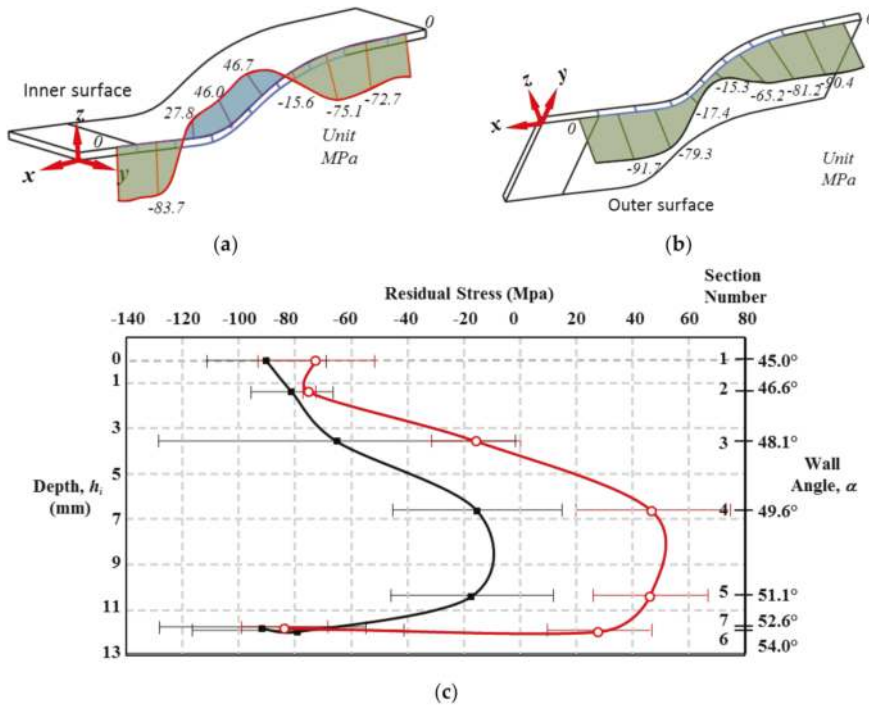 0
46.7
46.0
Inner surface
27.8
-15.6
-75.1
-72.7
z
0
Unit
MPa
x
y
-83.7
(a)
0
z
y
x
0
-15.3
-65.2
-81.2
-90.4
-17.4
-79.3
-91.7
Unit
MPa
Outer surface
(b)
Residual Stress (Mpa)
Section
Number
-140 -120 -100 -80 -60 -40 -20 0 20 40 60 80
0 1 45.0°
1 2 46.6°
3 3 48.1°
Depth, hi
(mm)
Wall
Angle, α
5
4 49.6°
7
9
5 51.1°
11
7 52.6°
6 54.0°
13
(c)